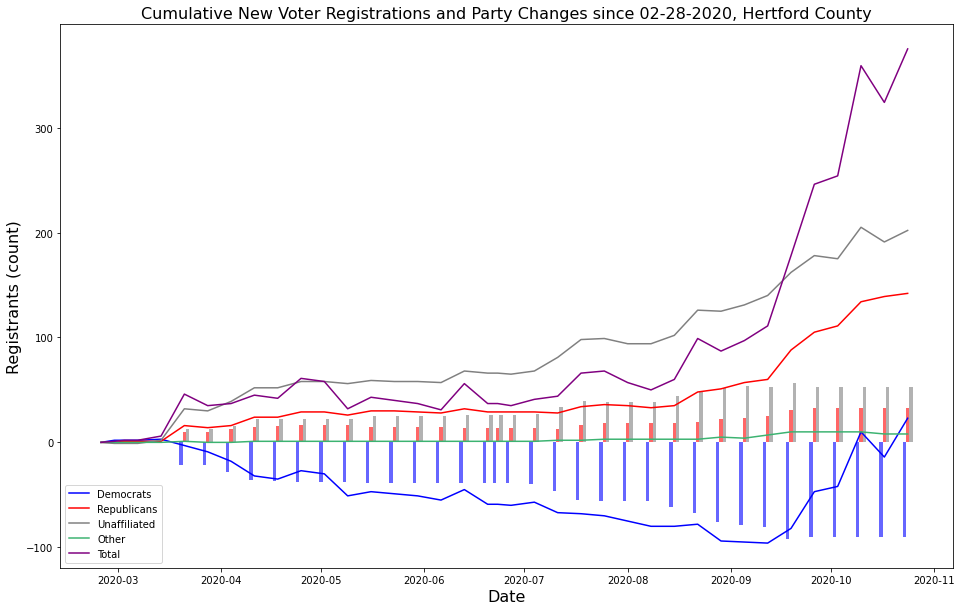 Cumulative New Voter Registrations and Party Changes since 02-28-2020, Hertford County
Registrants (count)
300
200
100
0
−100
Democrats
Republicans
Unaffiliated
Other
Total
2020-03 2020-04 2020-05 2020-06 2020-07 2020-08 2020-09 2020-10 2020-11
Date